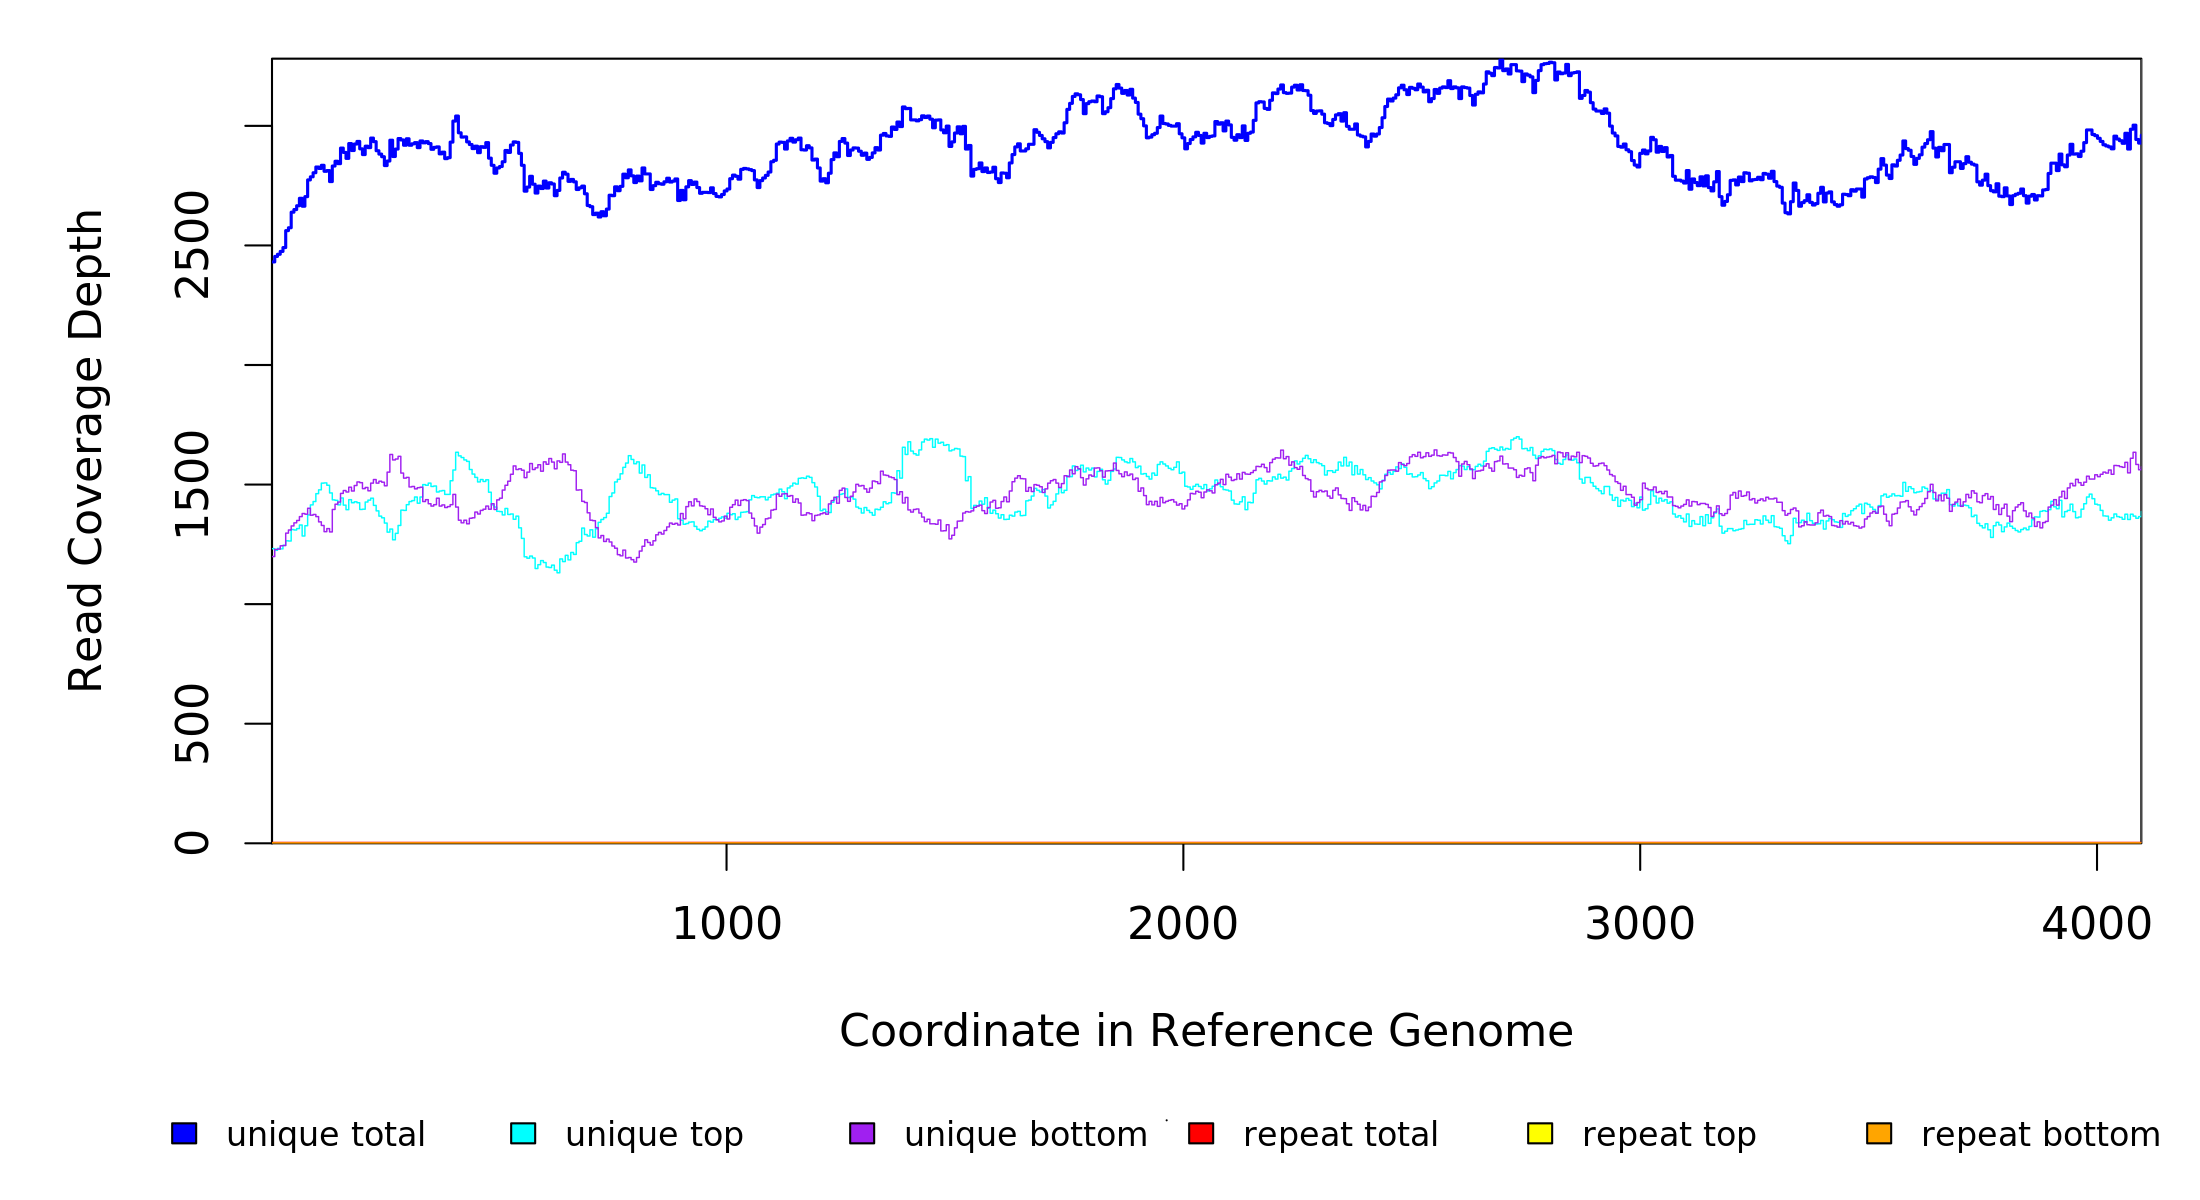 Read Coverage Depth
2500
1500
500
0
1000 2000 3000 4000
Coordinate in Reference Genome
unique total unique top unique bottom repeat total repeat top repeat bottom